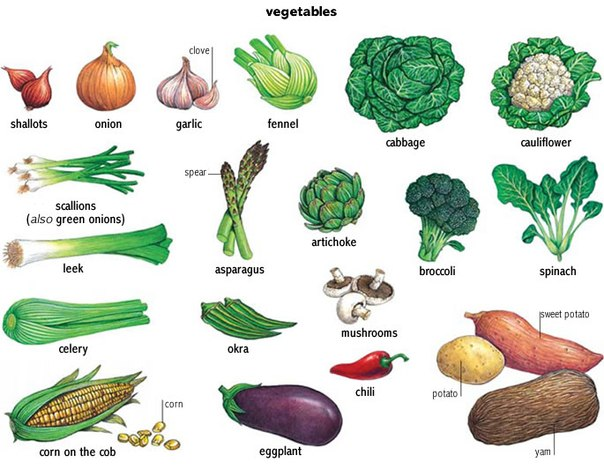 vegetables
clove
shallots
onion
garlic
fennel
cabbage
cauliflower
scallions
(also green onions)
spear
leek
asparagus
artichoke
broccoli
spinach
celery
okra
mushrooms
sweet potato
chili
potato
corn
corn on the cob
eggplant
yam